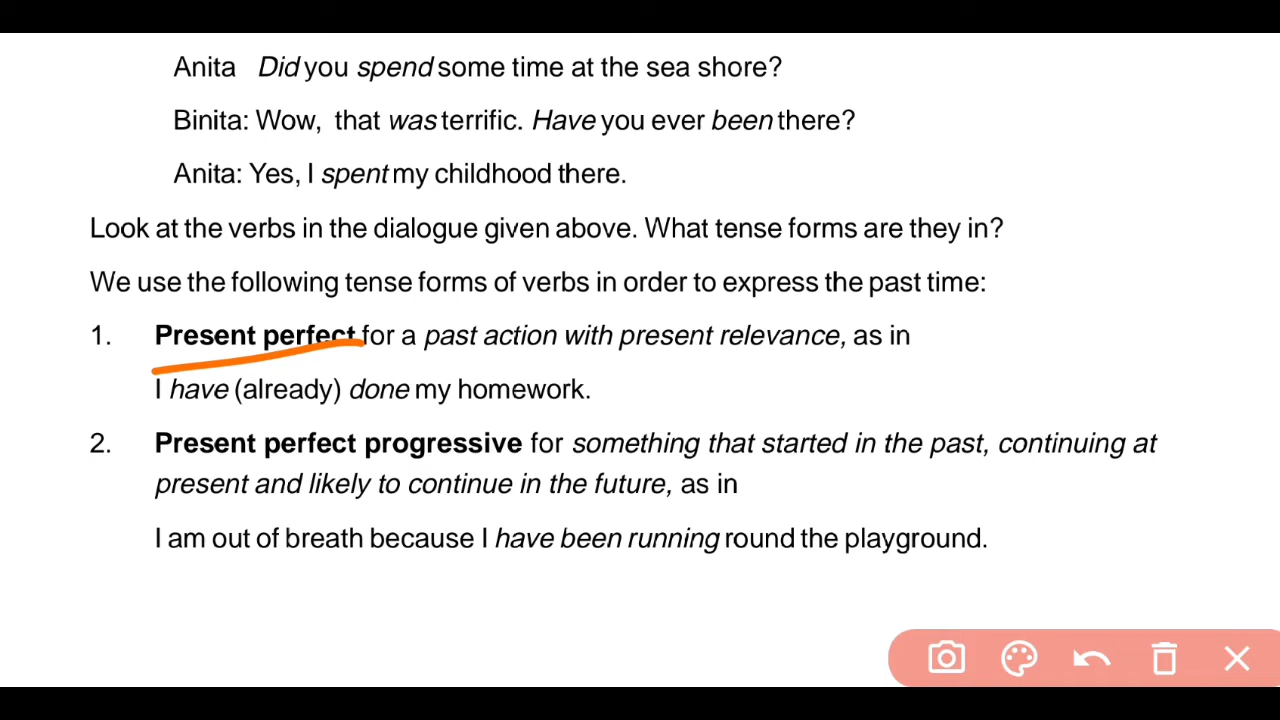 Anita Did you spend some time at the sea shore?
Binita: Wow, that was terrific. Have you ever been there?
Anita: Yes, I spent my childhood there.
Look at the verbs in the dialogue given above. What tense forms are they in?
We use the following tense forms of verbs in order to express the past time:
1. Present perfect for a past action with present relevance, as in
I have (already) done my homework.
2. Present perfect progressive for something that started in the past, continuing at
present and likely to continue in the future, as in
I am out of breath because I have been running round the playground.